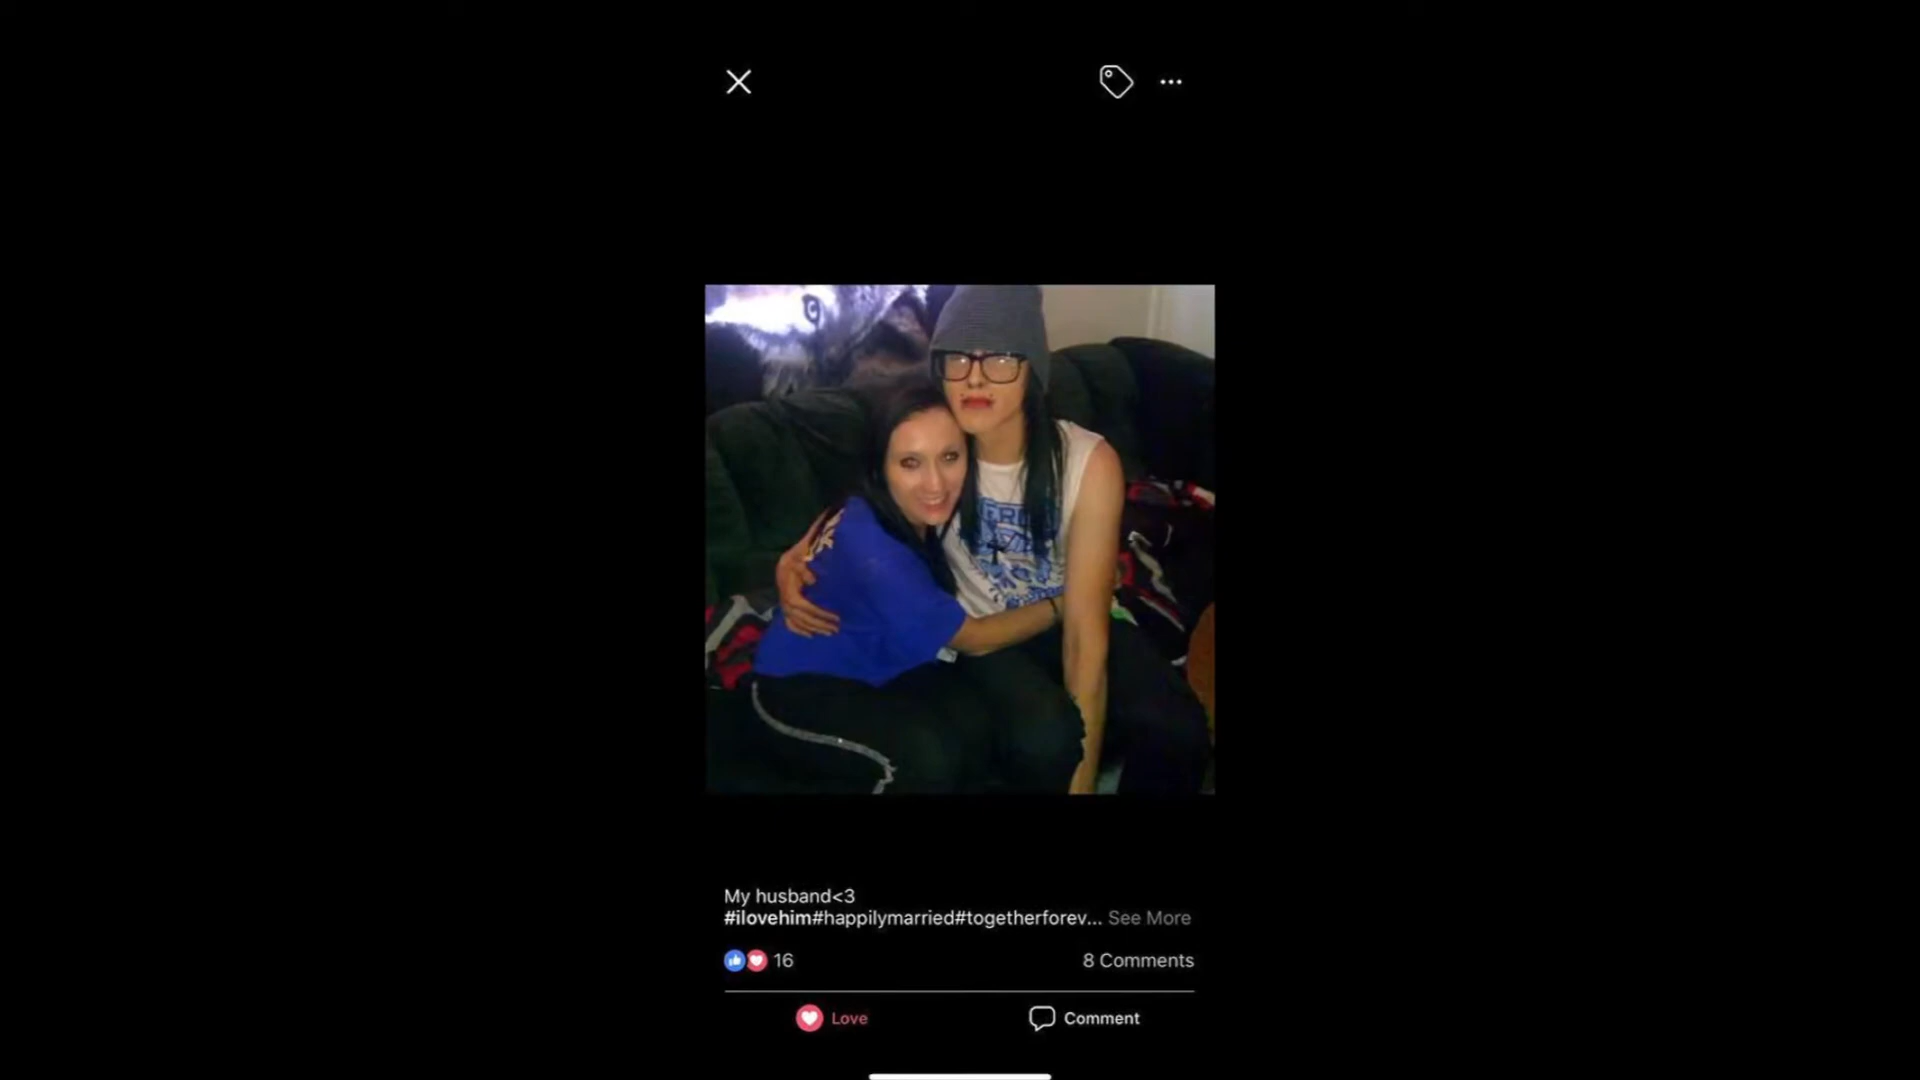 My husband<3
#ilovehim#happilymarried#togetherforev... See More
16
8 Comments
Love
Comment